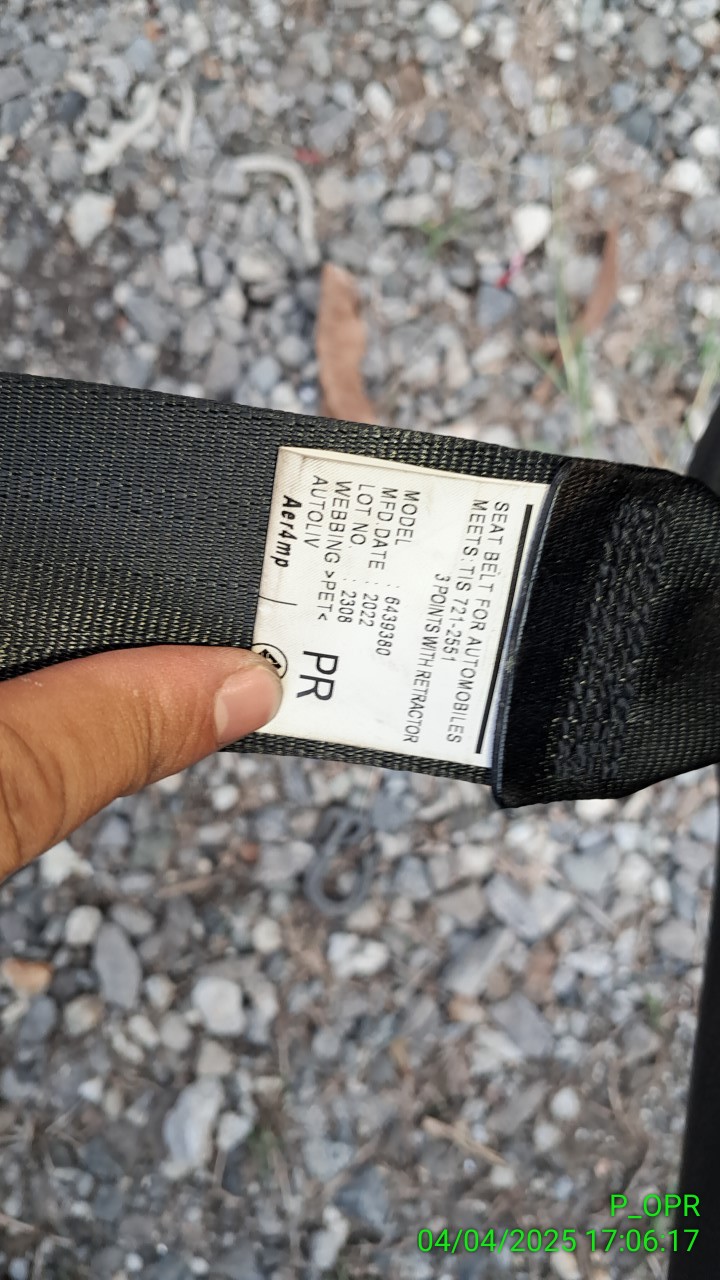 SEAT BELT FOR AUTOMOBILES
MEETS : TIS 721-2551
3 POINTS WITH RETRACTOR
MODEL : 6439380
MFD.DATE : 2022
LOT NO. : 2308
WEBBING >PET<
AUTOLIV
PR
Aer4mp
P_OPR
04/04/2025 17:06:17